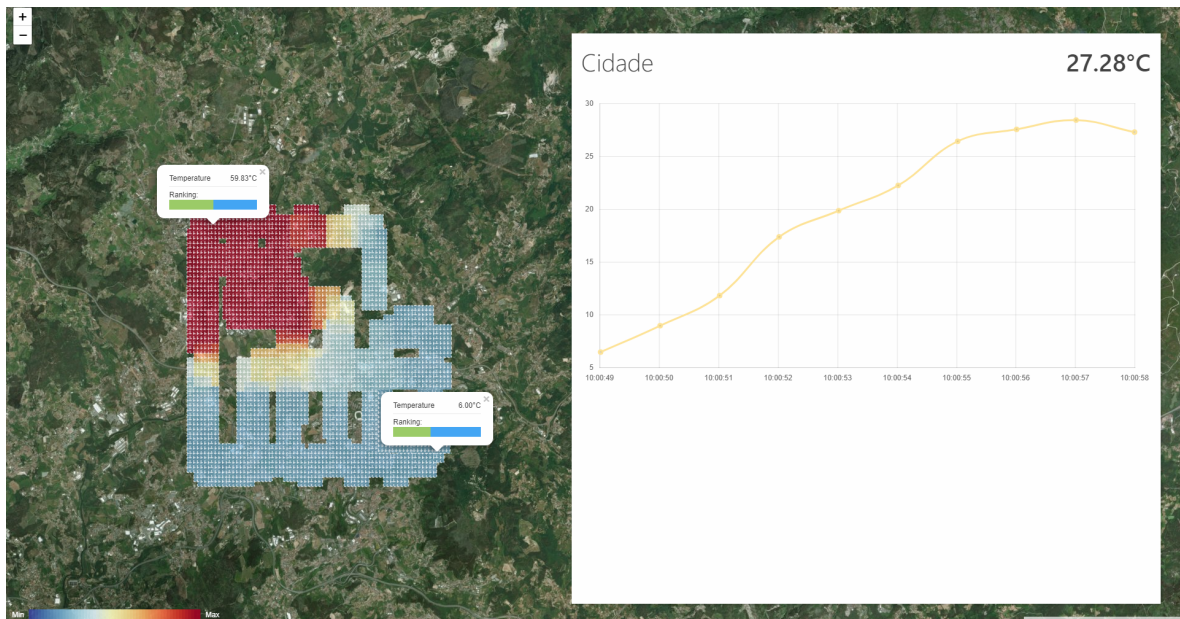 +
−
Cidade
27.28°C
30
25
20
15
10
5
10:00:49 10:00:50 10:00:51 10:00:52 10:00:53 10:00:54 10:00:55 10:00:56 10:00:57 10:00:58
Temperature 59.83°C ×
Ranking:
Temperature 6.00°C ×
Ranking:
Min Max